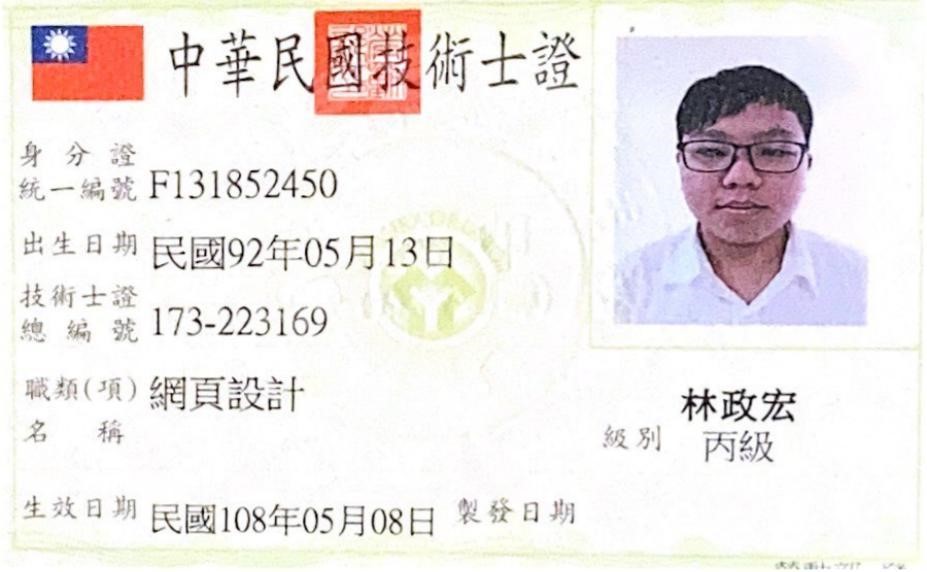 中華民國技術士證
身分證
統一編號 F131852450
出生日期 民國92年05月13日
技術士證
總編號 173-223169
職類(項) 網頁設計
名稱
林政宏
級別 丙級
生效日期 民國108年05月08日 製發日期